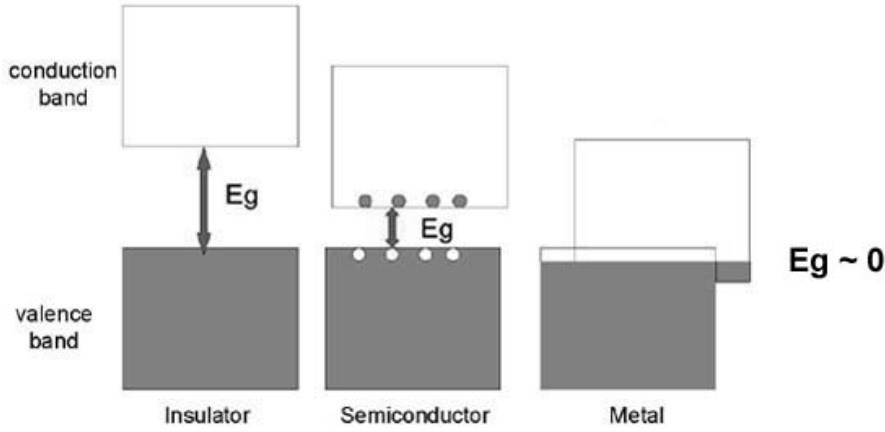 conduction
band
Eg
Eg
Eg ~ 0
valence
band
Insulator
Semiconductor
Metal